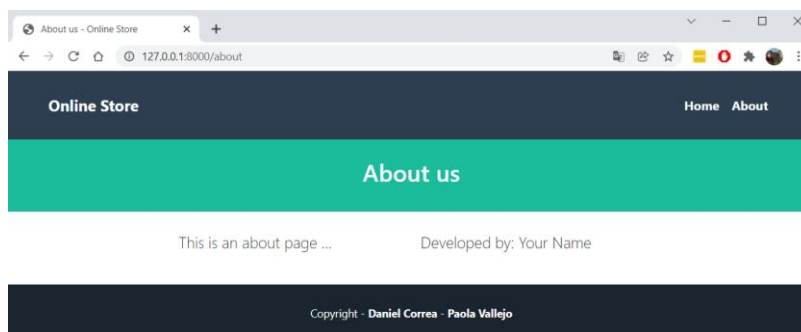 About us - Online Store
127.0.0.1:8000/about
Online Store
Home About
About us
This is an about page ...
Developed by: Your Name
Copyright - Daniel Correa - Paola Vallejo